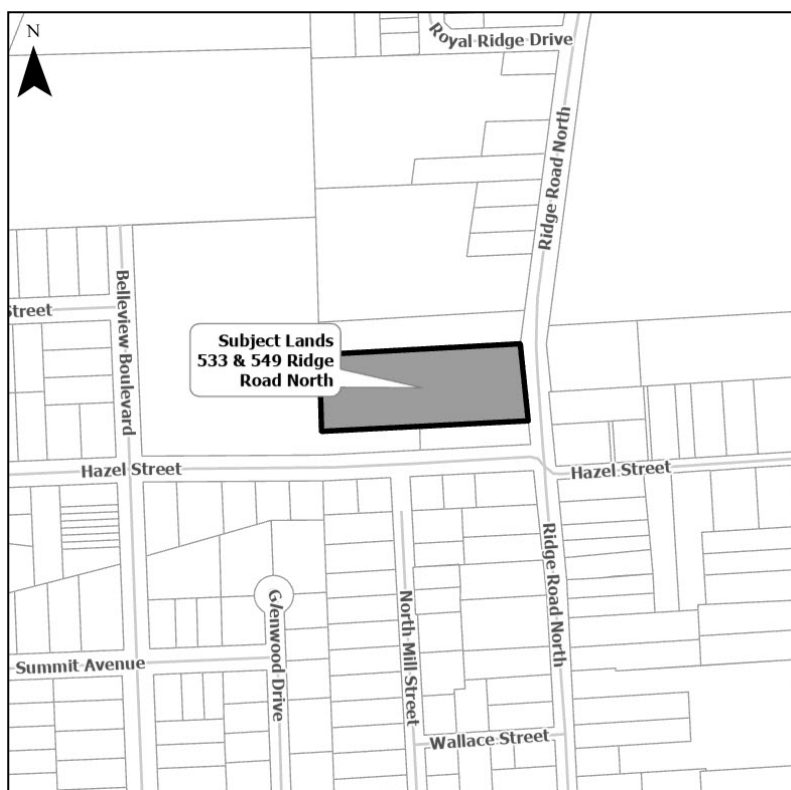 N
Royal Ridge Drive
Ridge Road North
Belleview Boulevard
Street
Subject Lands
533 & 549 Ridge
Road North
Hazel Street
Hazel Street
Ridge Road North
Glenwood Drive
North Mill Street
Summit Avenue
Wallace Street